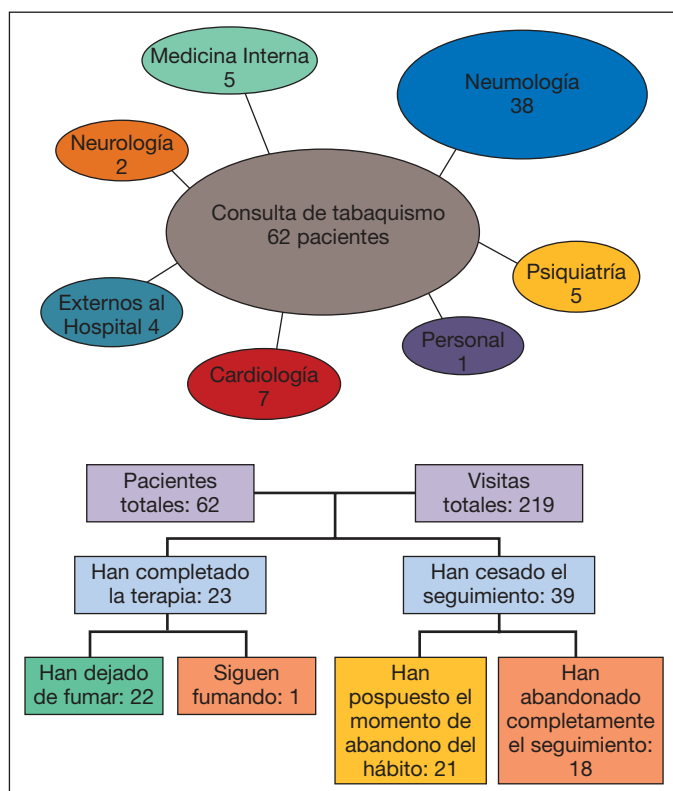 Medicina Interna
5
Neumología
38
Neurología
2
Consulta de tabaquismo
62 pacientes
Psiquiatría
5
Externos al
Hospital 4
Personal
1
Cardiología
7
Pacientes
totales: 62
Visitas
totales: 219
Han completado
la terapia: 23
Han cesado el
seguimiento: 39
Han dejado
de fumar: 22
Siguen
fumando: 1
Han
pospuesto el
momento de
abandono del
hábito: 21
Han
abandonado
completamente
el seguimiento:
18